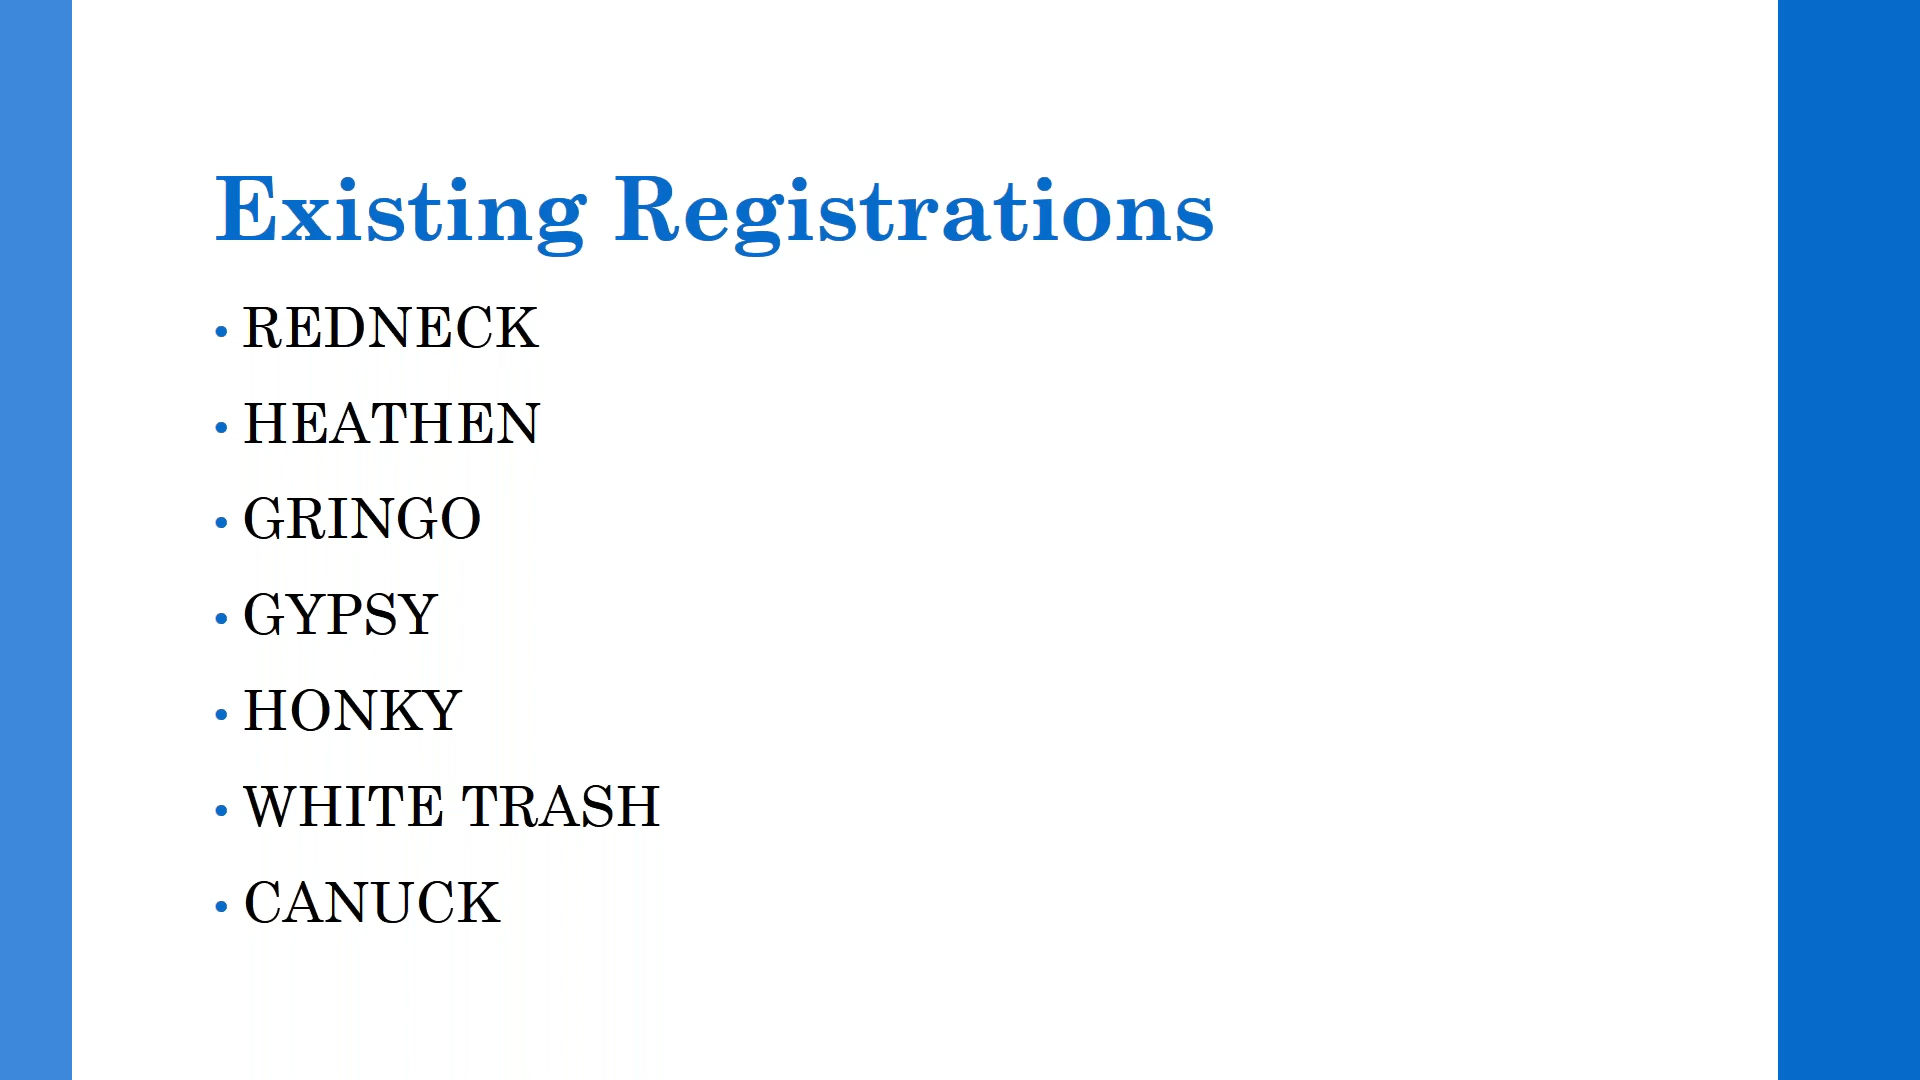 Existing Registrations
• REDNECK
• HEATHEN
• GRINGO
• GYPSY
• HONKY
• WHITE TRASH
• CANUCK